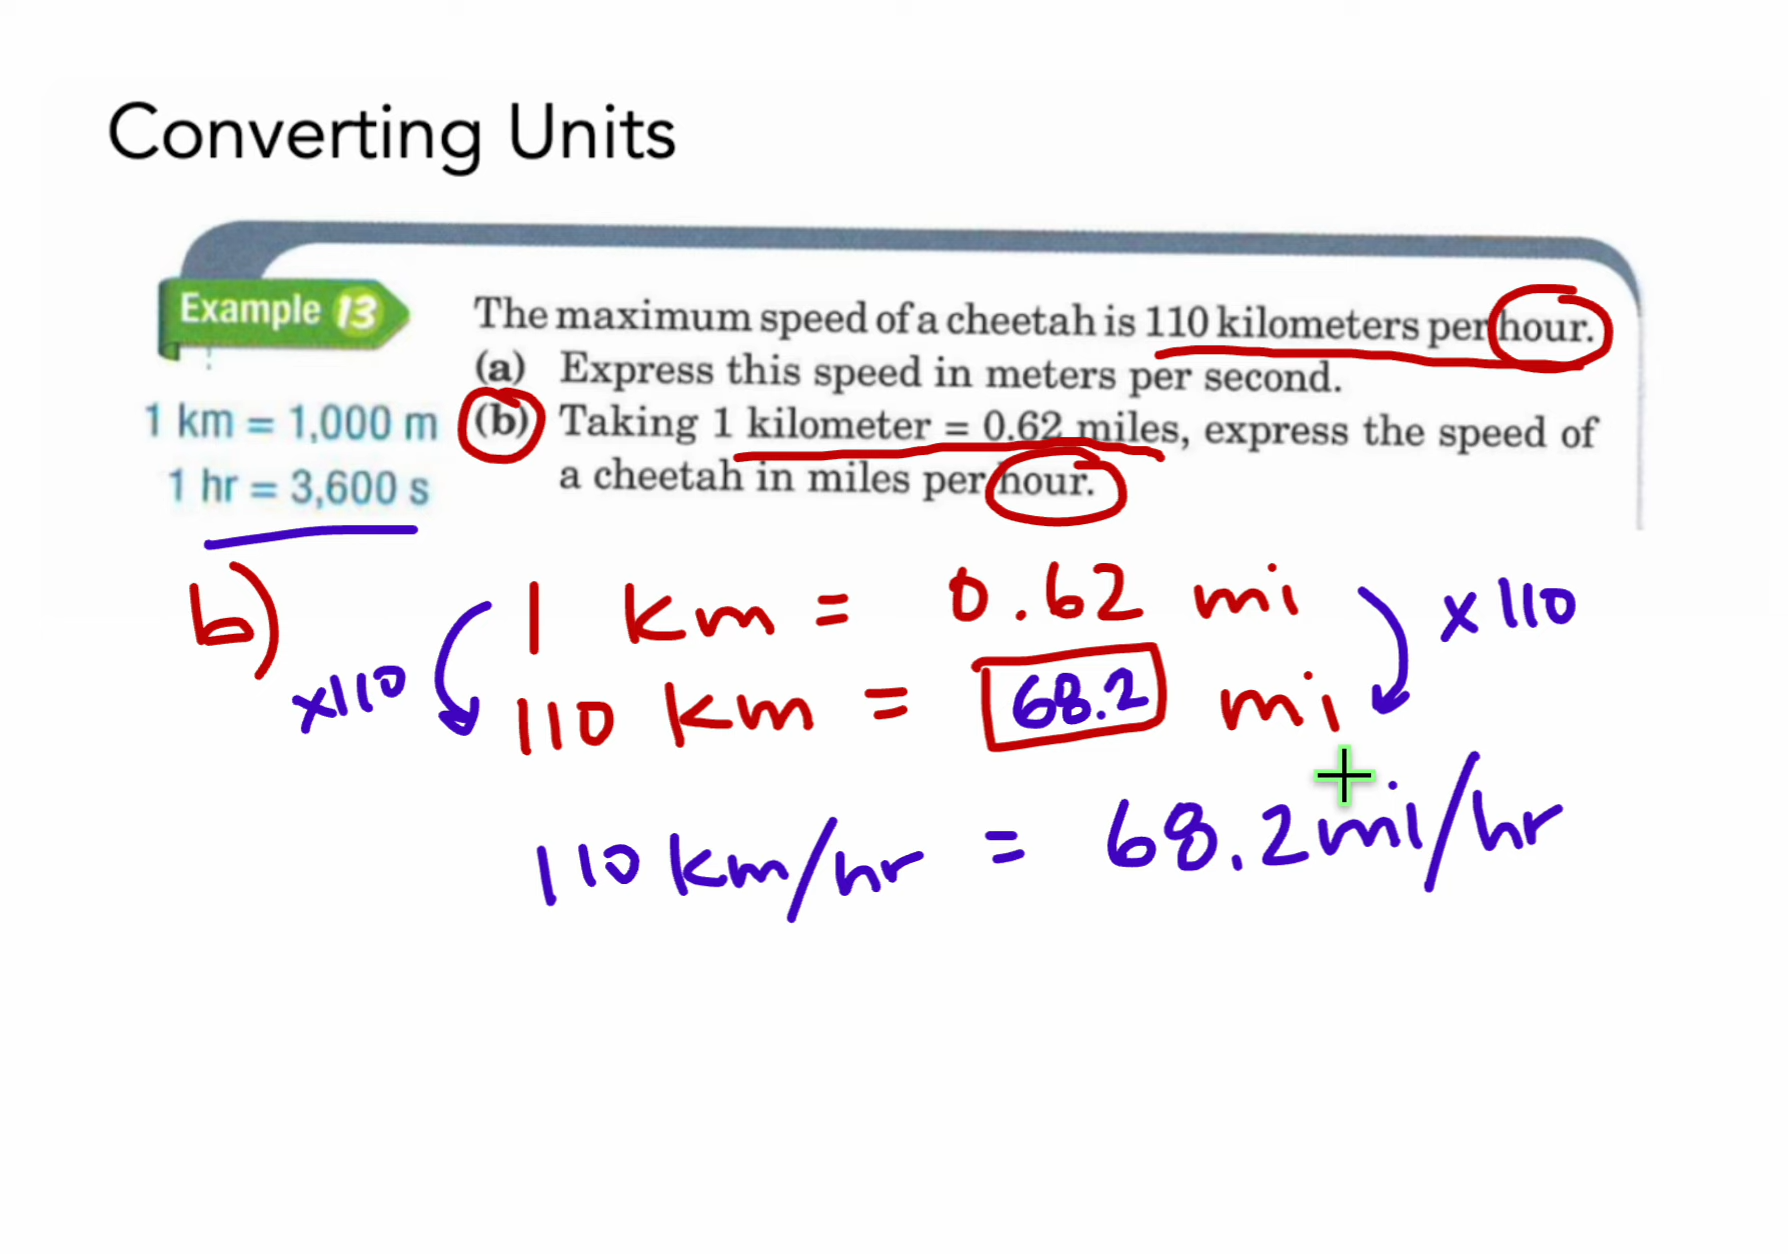 Converting Units
Example 13
The maximum speed of a cheetah is 110 kilometers per hour.
(a) Express this speed in meters per second.
1 km = 1,000 m
(b) Taking 1 kilometer = 0.62 miles, express the speed of
a cheetah in miles per hour.
1 hr = 3,600 s
b) 1 km = 0.62 mi x110
x110 110 km = 68.2 mi
110 km/hr = 68.2 mi/hr